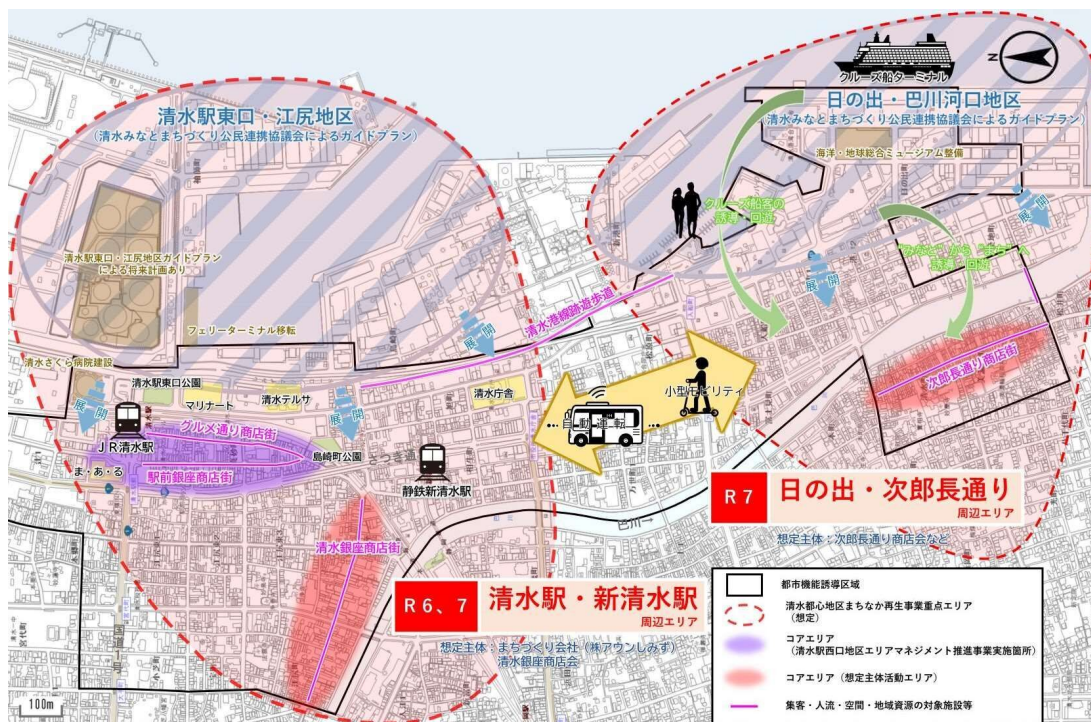 清水駅東口・江尻地区
（清水みなとまちづくり公民連携協議会によるガイドプラン）
クルーズ船ターミナル
N
日の出・巴川河口地区
（清水みなとまちづくり公民連携協議会によるガイドプラン）
海洋・地球総合ミュージアム整備
クルーズ船客の
誘導・回遊
"みなと"から"まち"へ
誘導・回遊
展開
展開
清水駅東口・江尻地区ガイドプラン
による将来計画あり
フェリーターミナル移転
清水港線跡遊歩道
展開
清水さくら病院建設
展開
展開
清水駅東口公園
マリナート
清水テルサ
清水庁舎
小型モビリティ
…自動運転…
次郎長通り商店街
JR清水駅
グルメ通り商店街
ま・あ・る
駅前銀座商店街
島崎町公園
さつき通
静鉄新清水駅
清水銀座商店街
巴川→
R7
日の出・次郎長通り
周辺エリア
想定主体：次郎長通り商店会など
R6、7
清水駅・新清水駅
周辺エリア
想定主体：まちづくり会社（㈱アウンしみず）
清水銀座商店会
都市機能誘導区域
清水都心地区まちなか再生事業重点エリア
（想定）
コアエリア
（清水駅西口地区エリアマネジメント推進事業実施箇所）
コアエリア（想定主体活動エリア）
集客・人流・空間・地域資源の対象施設等
100m